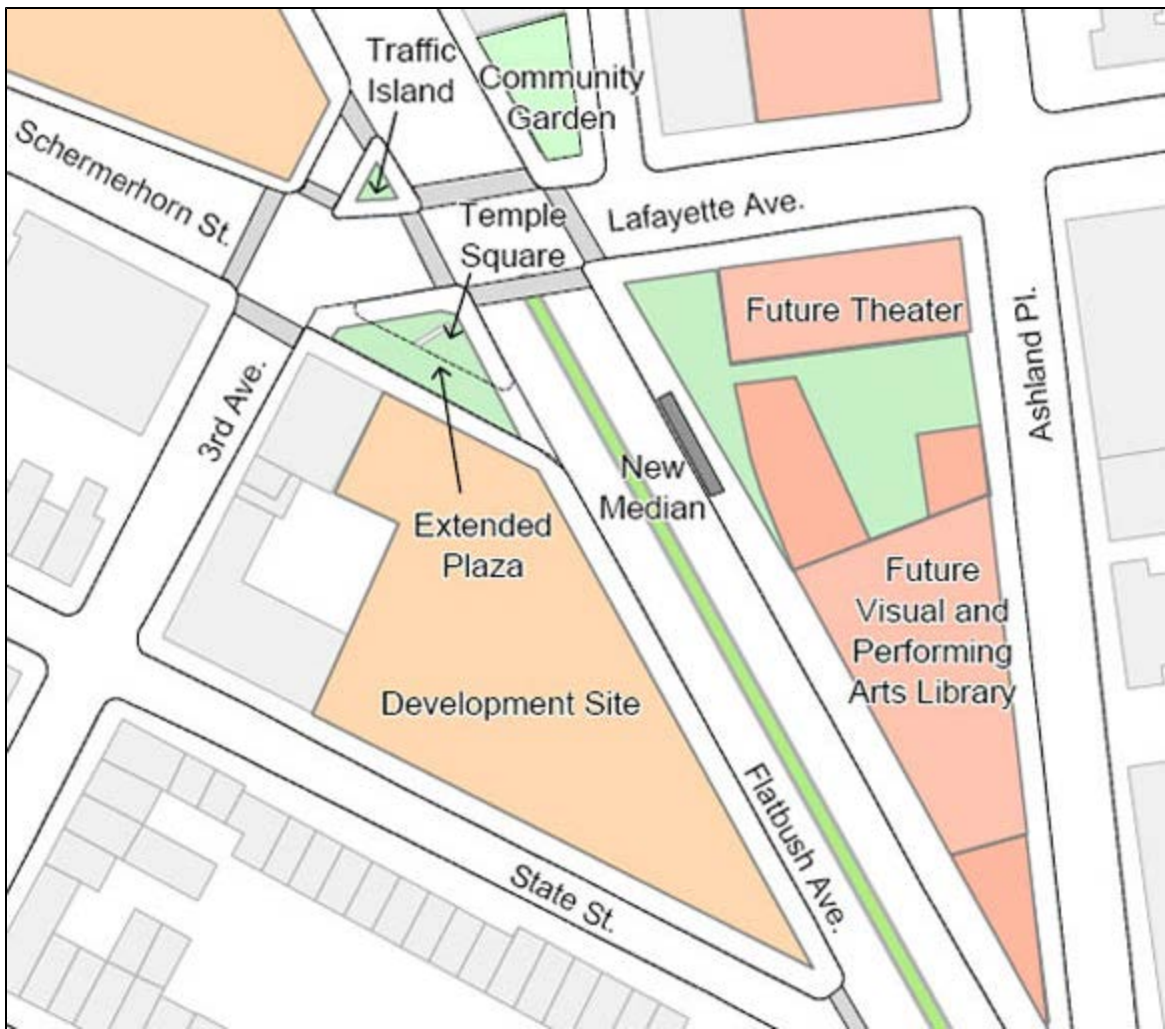 Traffic
Island
Community
Garden
Schermerhorn St.
Temple
Square
Lafayette Ave.
Future Theater
Ashland Pl.
3rd Ave.
New
Median
Extended
Plaza
Future
Visual and
Performing
Arts Library
Development Site
Flatbush Ave.
State St.